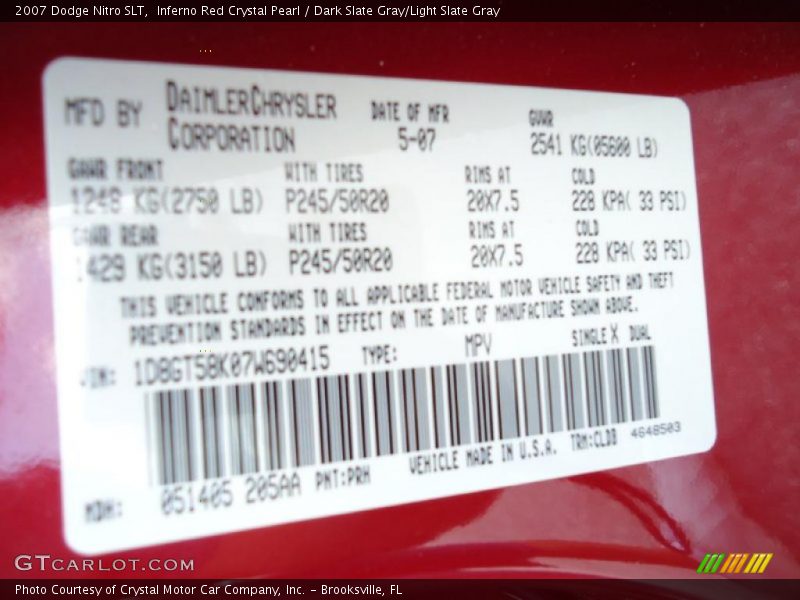 2007 Dodge Nitro SLT,  Inferno Red Crystal Pearl / Dark Slate Gray/Light Slate Gray
MFD BY DAIMLERCHRYSLER CORPORATION DATE OF MFR 5-07 GVWR 2541 KG(05600 LB)
GAWR FRONT WITH TIRES RIMS AT COLD
1248 KG(2750 LB) P245/50R20 20X7.5 228 KPA( 33 PSI)
GAWR REAR WITH TIRES RIMS AT COLD
1429 KG(3150 LB) P245/50R20 20X7.5 228 KPA( 33 PSI)
THIS VEHICLE CONFORMS TO ALL APPLICABLE FEDERAL MOTOR VEHICLE SAFETY AND THEFT
PREVENTION STANDARDS IN EFFECT ON THE DATE OF MANUFACTURE SHOWN ABOVE.
VIN: 1D8GT58K07W690415 TYPE: MPV SINGLE X DUAL
MDH: 051405 205AA PNT:PRH VEHICLE MADE IN U.S.A. TRM:CLDB 4648503
GTCARLOT.COM
Photo Courtesy of Crystal Motor Car Company, Inc. - Brooksville, FL